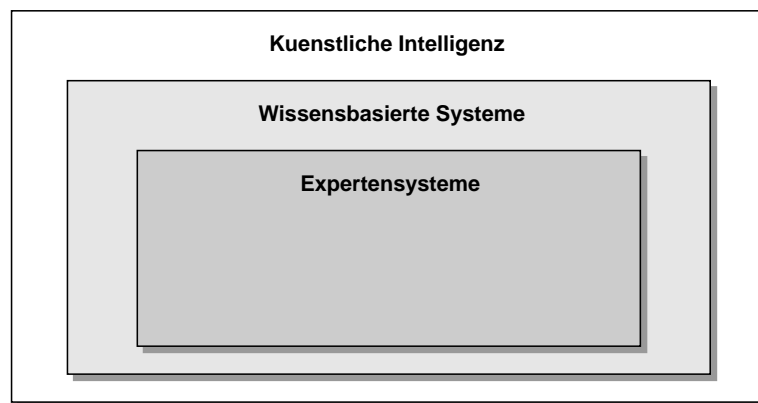 Kuenstliche Intelligenz
Wissensbasierte Systeme
Expertensysteme